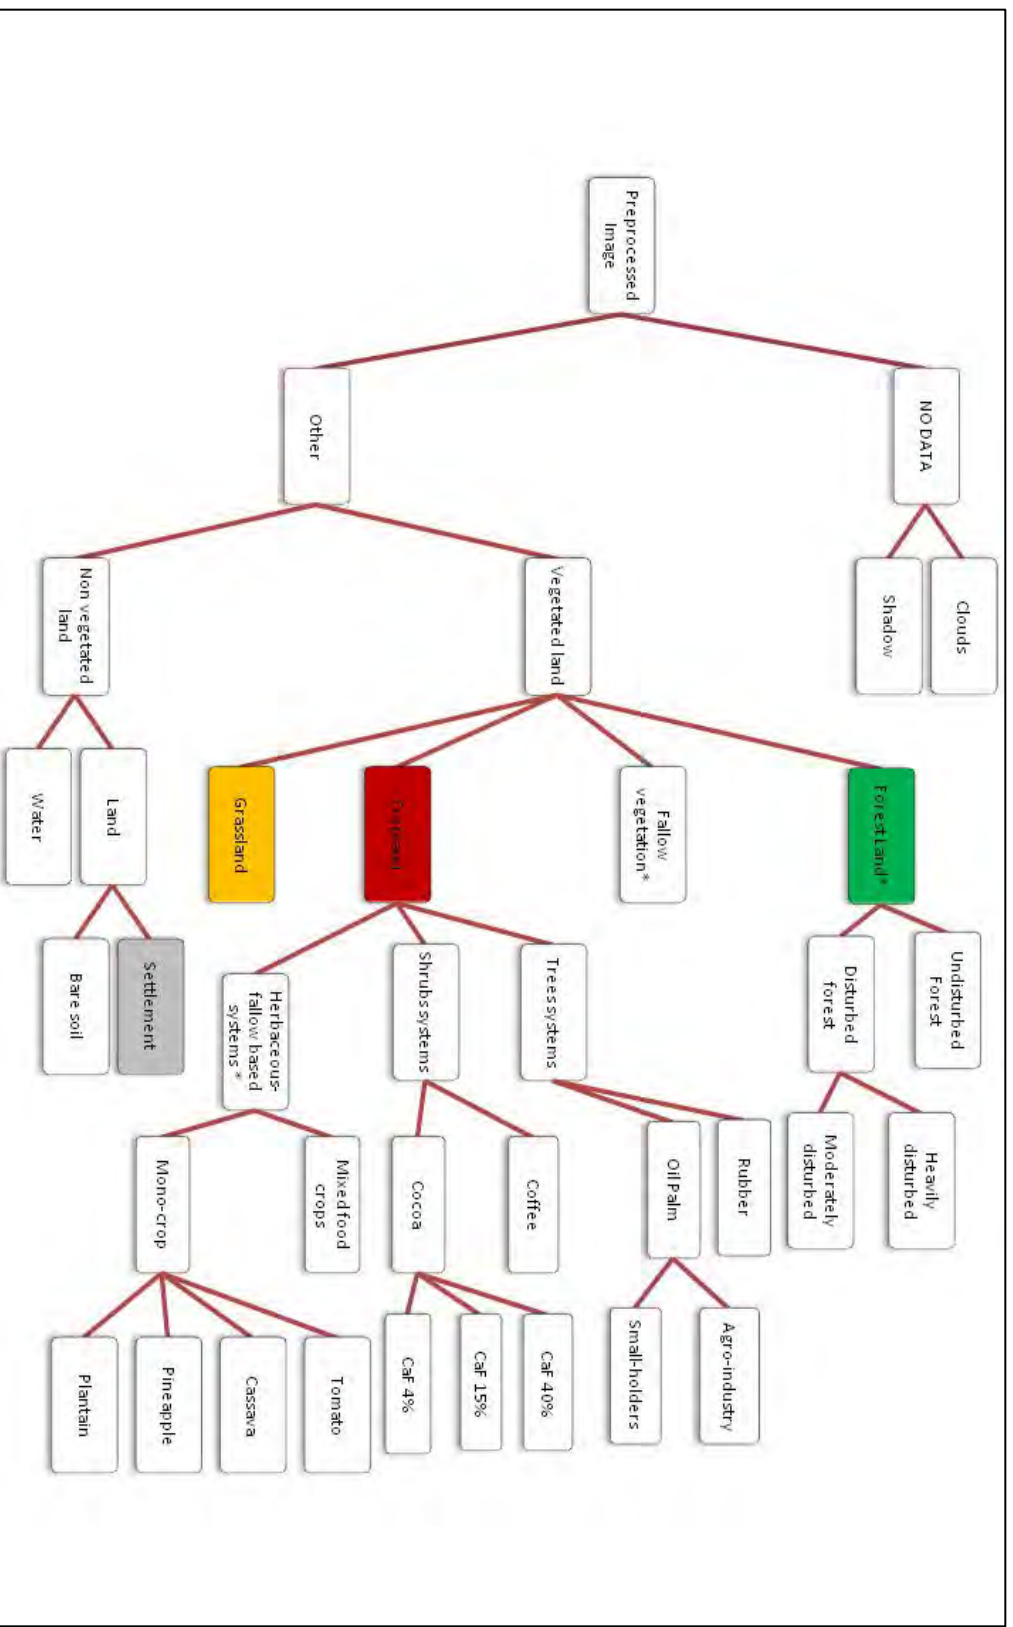 Preprocessed
Image
NO DATA
Other
Clouds
Shadow
Vegetated land
Non vegetated
land
Forest Land*
Fallow
vegetation*
Cropland
Grassland
Land
Water
Undisturbed
Forest
Disturbed
forest
Trees systems
Shrubs systems
Herbaceous-
fallow based
systems *
Settlement
Bare soil
Heavily
disturbed
Moderately
disturbed
Rubber
Oil Palm
Coffee
Cocoa
Mixed food
crops
Mono-crop
Agro-industry
Small-holders
CaF 40%
CaF 15%
CaF 4%
Tomato
Cassava
Pineapple
Plantain